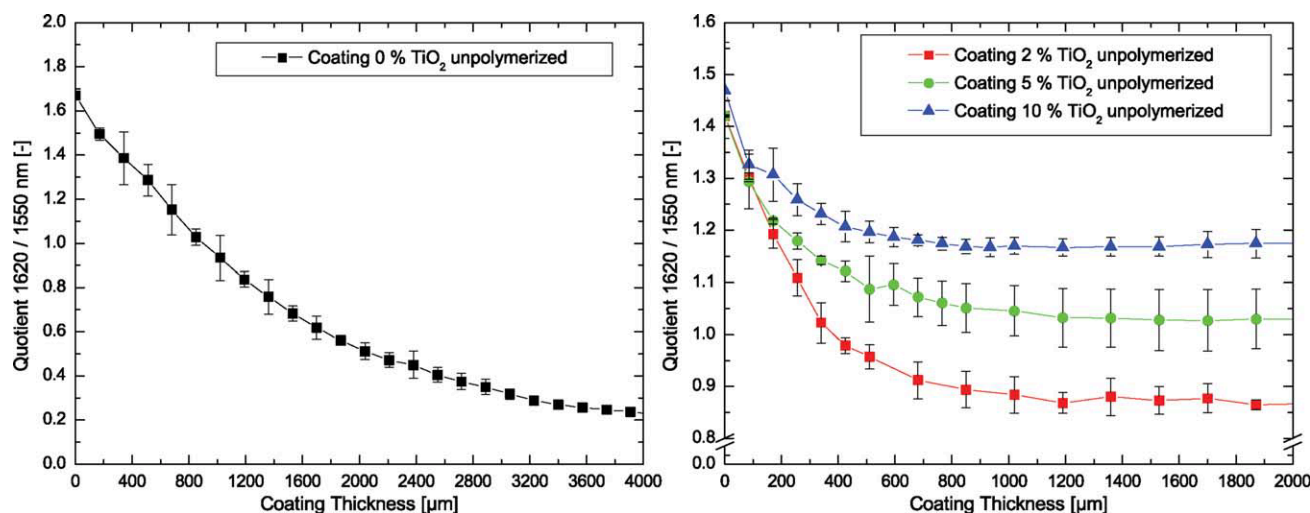 Quotient 1620 / 1550 nm [-]
2.0
1.8
1.6
1.4
1.2
1.0
0.8
0.6
0.4
0.2
0.0
Coating 0 % TiO₂ unpolymerized
0 400 800 1200 1600 2000 2400 2800 3200 3600 4000
Coating Thickness [µm]
Quotient 1620 / 1550 nm [-]
1.6
1.5
1.4
1.3
1.2
1.1
1.0
0.9
0.8
0.0
Coating 2 % TiO₂ unpolymerized
Coating 5 % TiO₂ unpolymerized
Coating 10 % TiO₂ unpolymerized
0 200 400 600 800 1000 1200 1400 1600 1800 2000
Coating Thickness [µm]